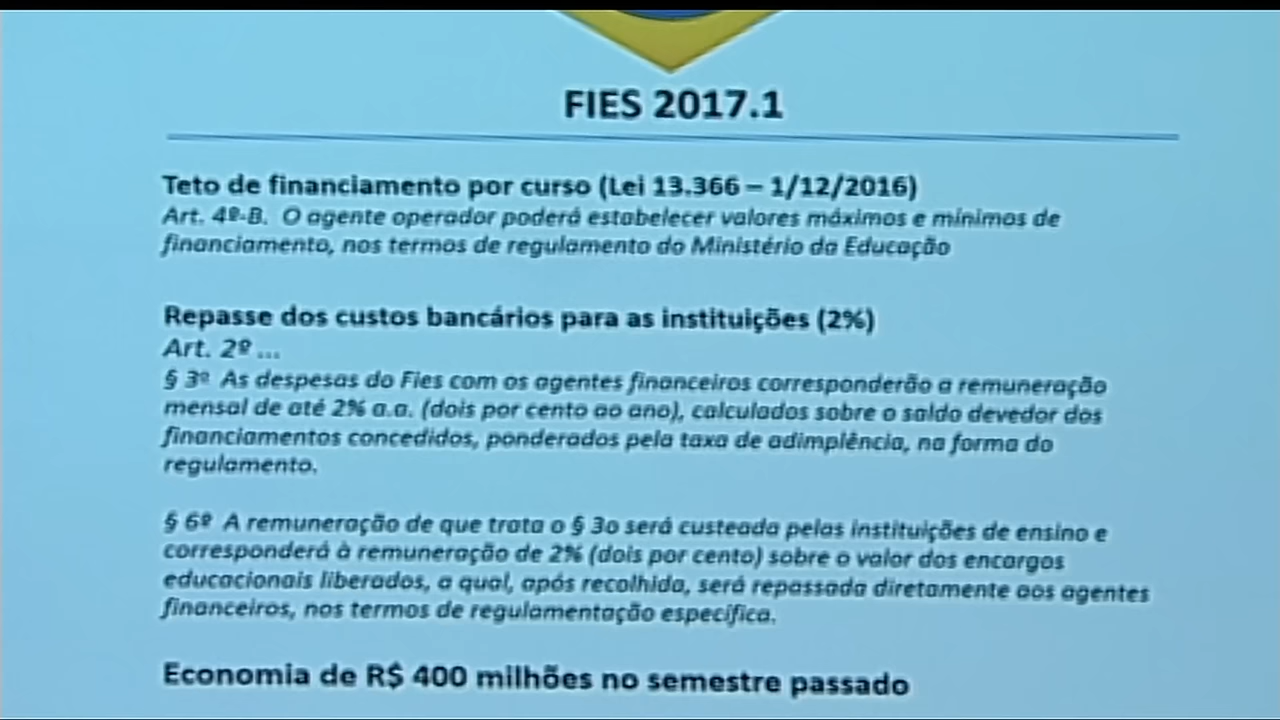 FIES 2017.1
Teto de financiamento por curso (Lei 13.366 – 1/12/2016)
Art. 4º-B. O agente operador poderá estabelecer valores máximos e mínimos de
financiamento, nos termos de regulamento do Ministério da Educação
Repasse dos custos bancários para as instituições (2%)
Art. 2º ...
§ 3º As despesas do Fies com os agentes financeiros corresponderão a remuneração
mensal de até 2% a.a. (dois por cento ao ano), calculados sobre o saldo devedor dos
financiamentos concedidos, ponderados pela taxa de adimplência, na forma do
regulamento.
§ 6º A remuneração de que trata o § 3o será custeada pelas instituições de ensino e
corresponderá à remuneração de 2% (dois por cento) sobre o valor dos encargos
educacionais liberados, a qual, após recolhida, será repassada diretamente aos agentes
financeiros, nos termos de regulamentação específica.
Economia de R$ 400 milhões no semestre passado